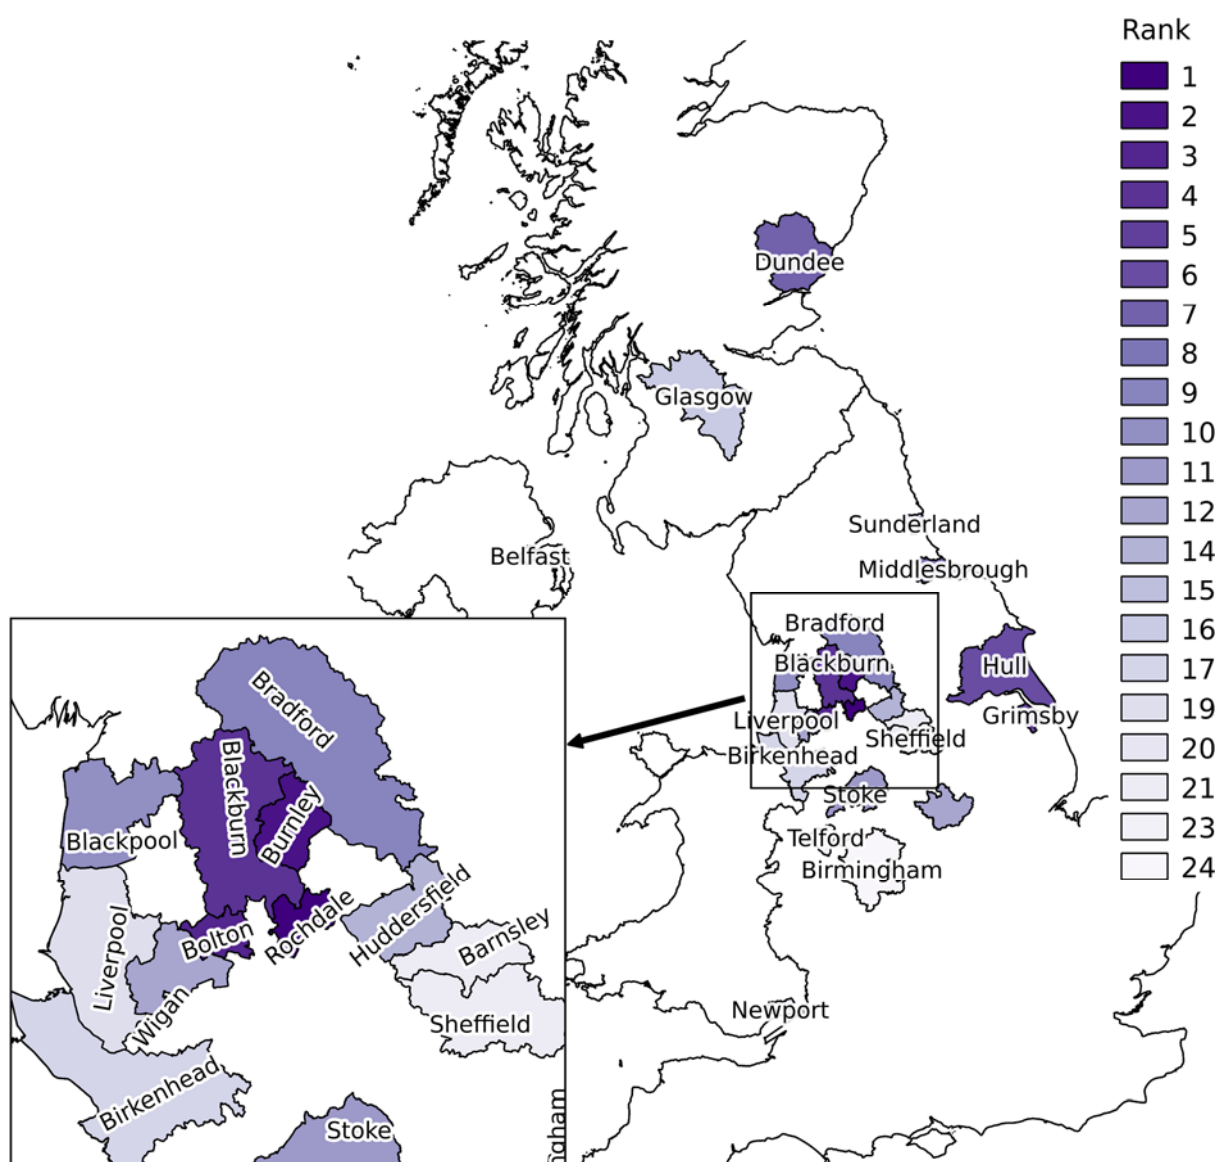 Rank
1
2
3
4
5
6
7
8
9
10
11
12
14
15
16
17
19
20
21
23
24
Dundee
Glasgow
Sunderland
Belfast
Middlesbrough
Bradford
Blackburn
Hull
Liverpool
Grimsby
Sheffield
Birkenhead
Stoke
Telford
Birmingham
Newport
Bradford
Blackburn
Burnley
Blackpool
Rochdale
Huddersfield
Bolton
Barnsley
Liverpool
Wigan
Sheffield
Birkenhead
Stoke